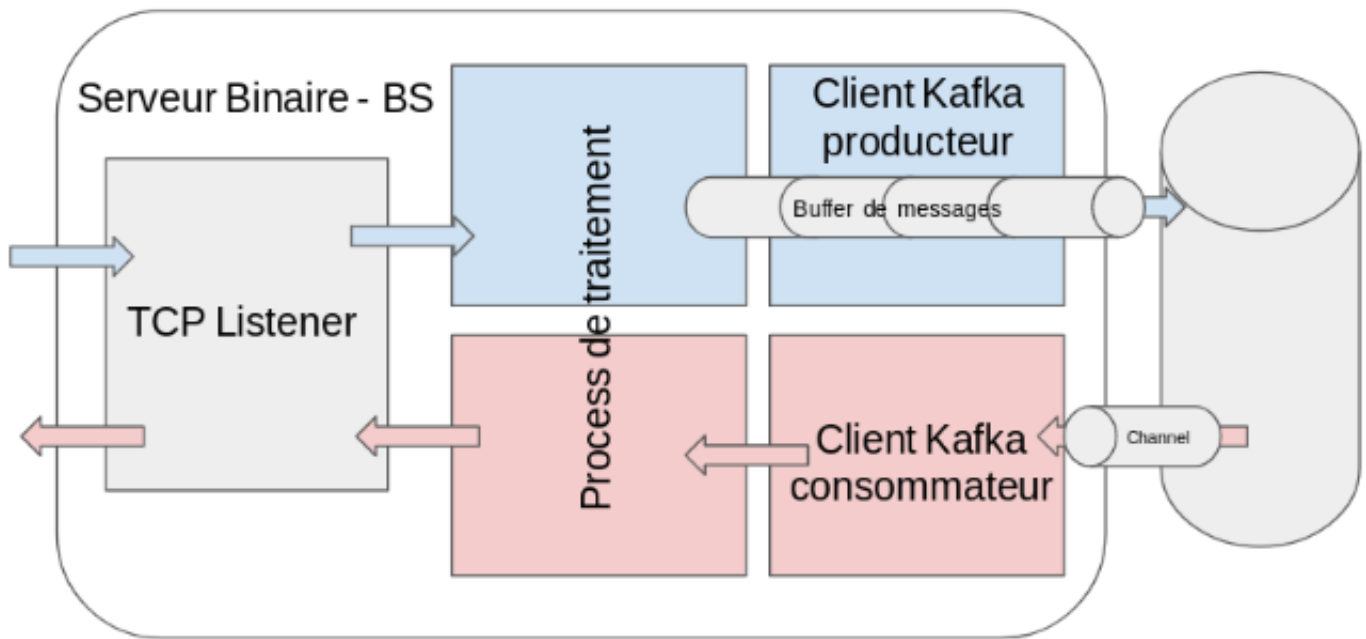 Serveur Binaire - BS
TCP Listener
Process de traitement
Client Kafka
producteur
Buffer de messages
Client Kafka
consommateur
Channel